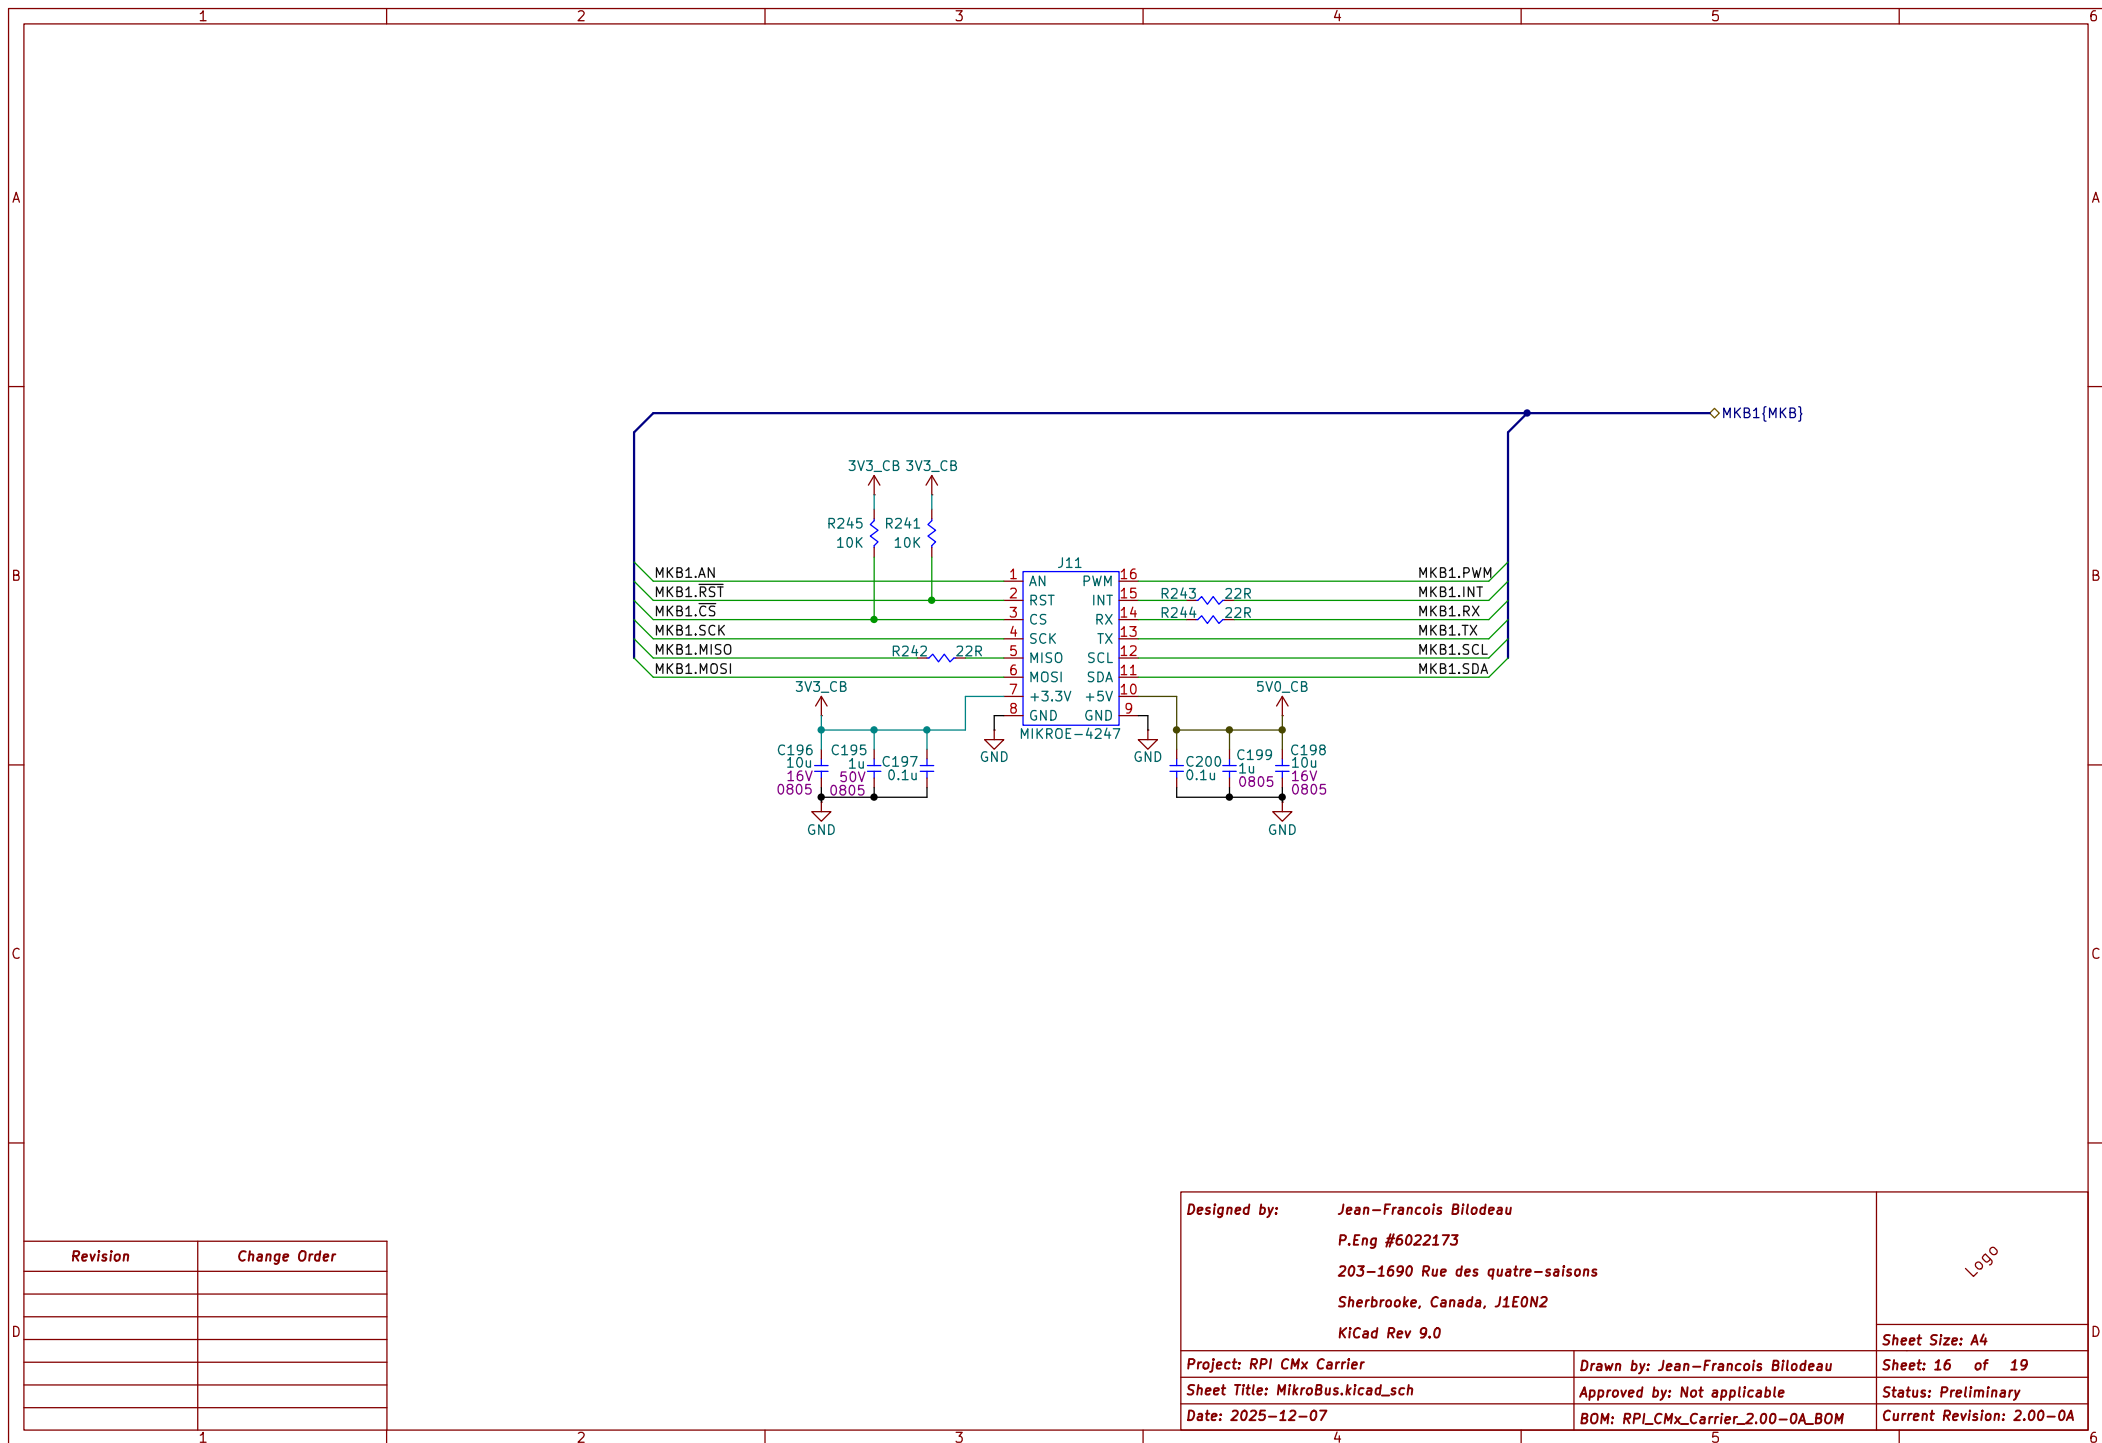 1 2 3 4 5 6
A A
MKB1{MKB}
3V3_CB 3V3_CB
R245 R241
10K 10K
J11
B B
MKB1.AN 1 AN PWM 16 MKB1.PWM
MKB1.RST 2 RST INT 15 R243 22R MKB1.INT
MKB1.CS 3 CS RX 14 R244 22R MKB1.RX
MKB1.SCK 4 SCK TX 13 MKB1.TX
MKB1.MISO R242 22R 5 MISO SCL 12 MKB1.SCL
MKB1.MOSI 6 MOSI SDA 11 MKB1.SDA
3V3_CB 7 +3.3V +5V 10 5V0_CB
8 GND GND 9
MIKROE-4247
GND GND
C196 C195 C197 C200 C199 C198
10u 1u 0.1u 0.1u 1u 10u
16V 50V 0805 16V
0805 0805 0805
GND GND
C C
Designed by: Jean-Francois Bilodeau
P.Eng #6022173
203-1690 Rue des quatre-saisons
Sherbrooke, Canada, J1E0N2
KiCad Rev 9.0
Logo
Revision Change Order
D D
Sheet Size: A4
Project: RPI CMx Carrier Drawn by: Jean-Francois Bilodeau Sheet: 16 of 19
Sheet Title: MikroBus.kicad_sch Approved by: Not applicable Status: Preliminary
Date: 2025-12-07 BOM: RPI_CMx_Carrier_2.00-0A_BOM Current Revision: 2.00-0A
1 2 3 4 5 6